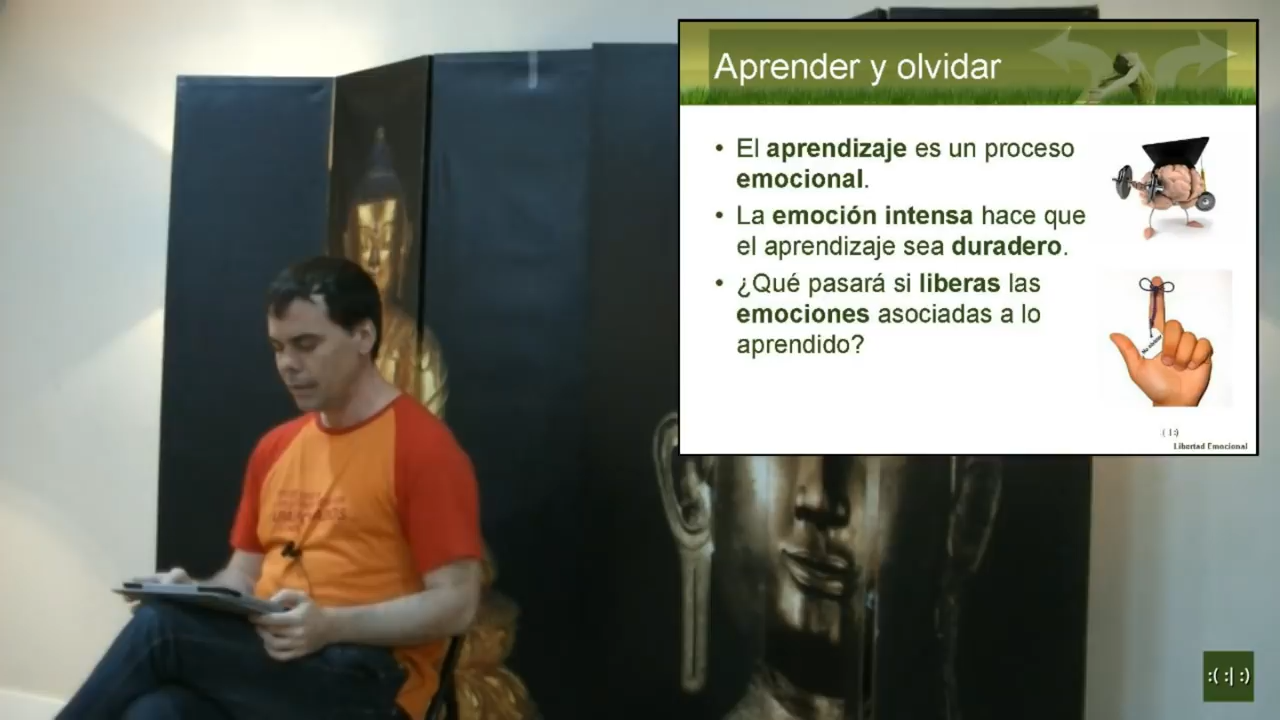 Aprender y olvidar
• El aprendizaje es un proceso
emocional.
• La emoción intensa hace que
el aprendizaje sea duradero.
• ¿Qué pasará si liberas las
emociones asociadas a lo
aprendido?
:( |:)
Libertad Emocional
:( :| :)